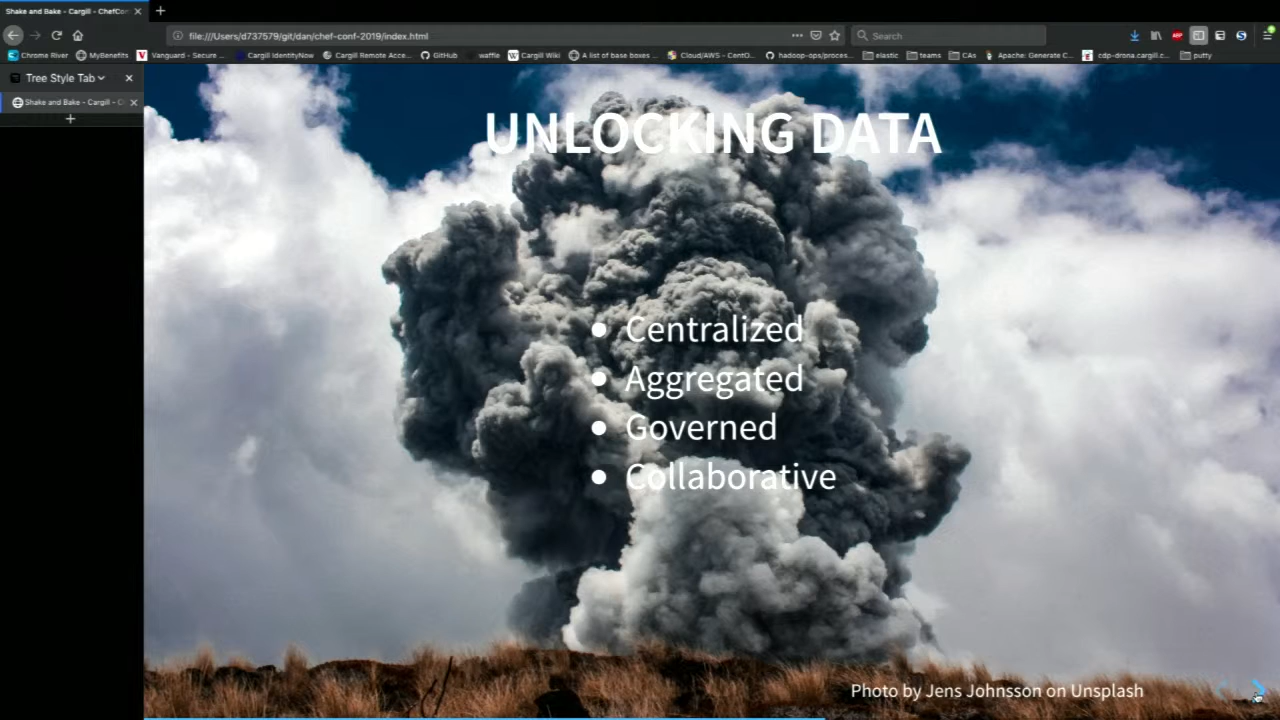 Shake and Bake - Cargill - ChefCon
file:///Users/d737579/git/dan/chef-conf-2019/index.html
Search
Chrome River
MyBenefits
Vanguard - Secure ...
Cargill IdentityNow
Cargill Remote Acce...
GitHub
waffle
Cargill Wiki
A list of base boxes ...
Cloud/AWS - CentO...
hadoop-ops/proces...
elastic
teams
CAs
Apache: Generate C...
cdp-drona.cargill.c...
putty
Tree Style Tab
Shake and Bake - Cargill - C
UNLOCKING DATA
• Centralized
• Aggregated
• Governed
• Collaborative
Photo by Jens Johnsson on Unsplash